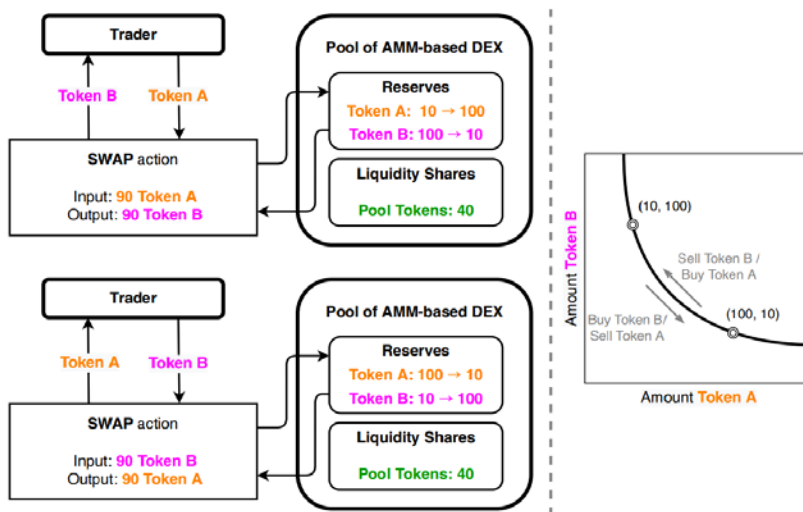 Trader
Token B
Token A
SWAP action
Input: 90 Token A
Output: 90 Token B
Pool of AMM-based DEX
Reserves
Token A: 10 → 100
Token B: 100 → 10
Liquidity Shares
Pool Tokens: 40
Trader
Token A
Token B
SWAP action
Input: 90 Token B
Output: 90 Token A
Pool of AMM-based DEX
Reserves
Token A: 100 → 10
Token B: 10 → 100
Liquidity Shares
Pool Tokens: 40
Amount Token B
(10, 100)
Sell Token B /
Buy Token A
(100, 10)
Buy Token B/
Sell Token A
Amount Token A